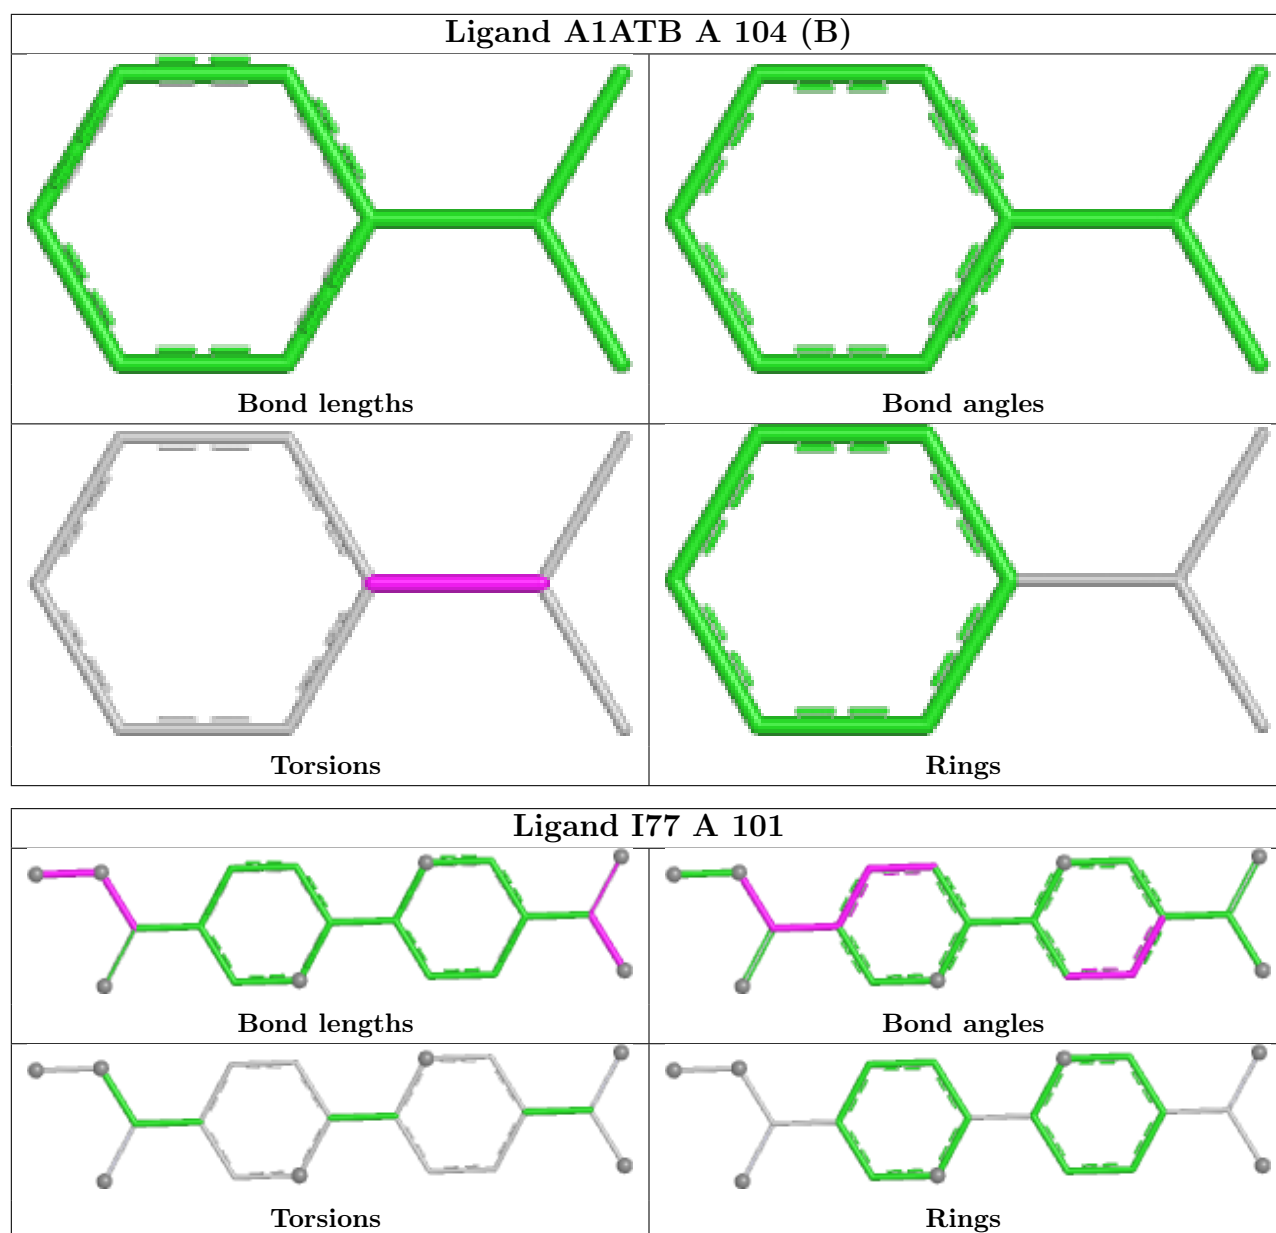 Ligand A1ATB A 104 (B)
Bond lengths
Bond angles
Torsions
Rings
Ligand I77 A 101
Bond lengths
Bond angles
Torsions
Rings